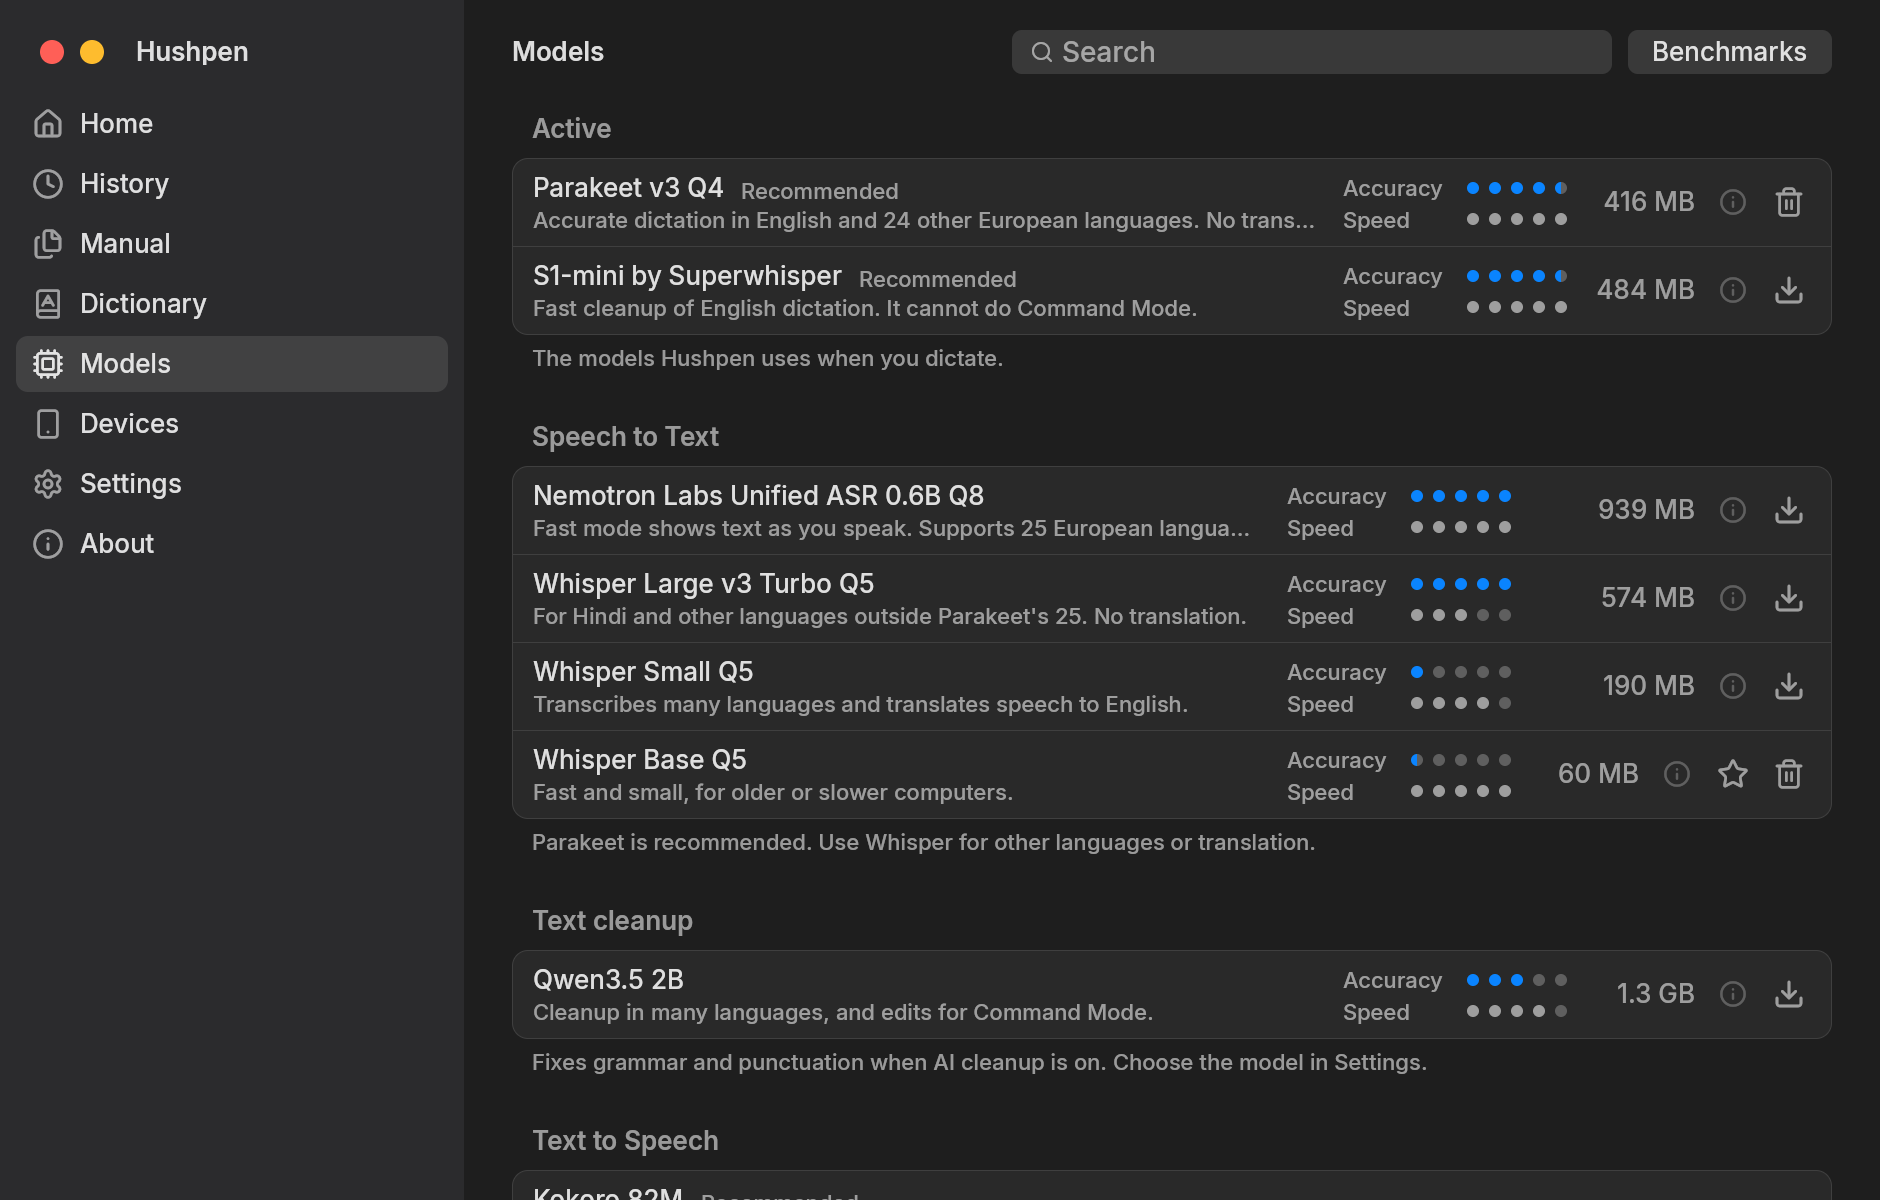 Hushpen
Home
History
Manual
Dictionary
Models
Devices
Settings
About
Models
Search
Benchmarks
Active
Parakeet v3 Q4 Recommended
Accurate dictation in English and 24 other European languages. No trans...
Accuracy
Speed
416 MB
S1-mini by Superwhisper Recommended
Fast cleanup of English dictation. It cannot do Command Mode.
Accuracy
Speed
484 MB
The models Hushpen uses when you dictate.
Speech to Text
Nemotron Labs Unified ASR 0.6B Q8
Fast mode shows text as you speak. Supports 25 European langua...
Accuracy
Speed
939 MB
Whisper Large v3 Turbo Q5
For Hindi and other languages outside Parakeet's 25. No translation.
Accuracy
Speed
574 MB
Whisper Small Q5
Transcribes many languages and translates speech to English.
Accuracy
Speed
190 MB
Whisper Base Q5
Fast and small, for older or slower computers.
Accuracy
Speed
60 MB
Parakeet is recommended. Use Whisper for other languages or translation.
Text cleanup
Qwen3.5 2B
Cleanup in many languages, and edits for Command Mode.
Accuracy
Speed
1.3 GB
Fixes grammar and punctuation when AI cleanup is on. Choose the model in Settings.
Text to Speech
Kokoro 82M Recommended